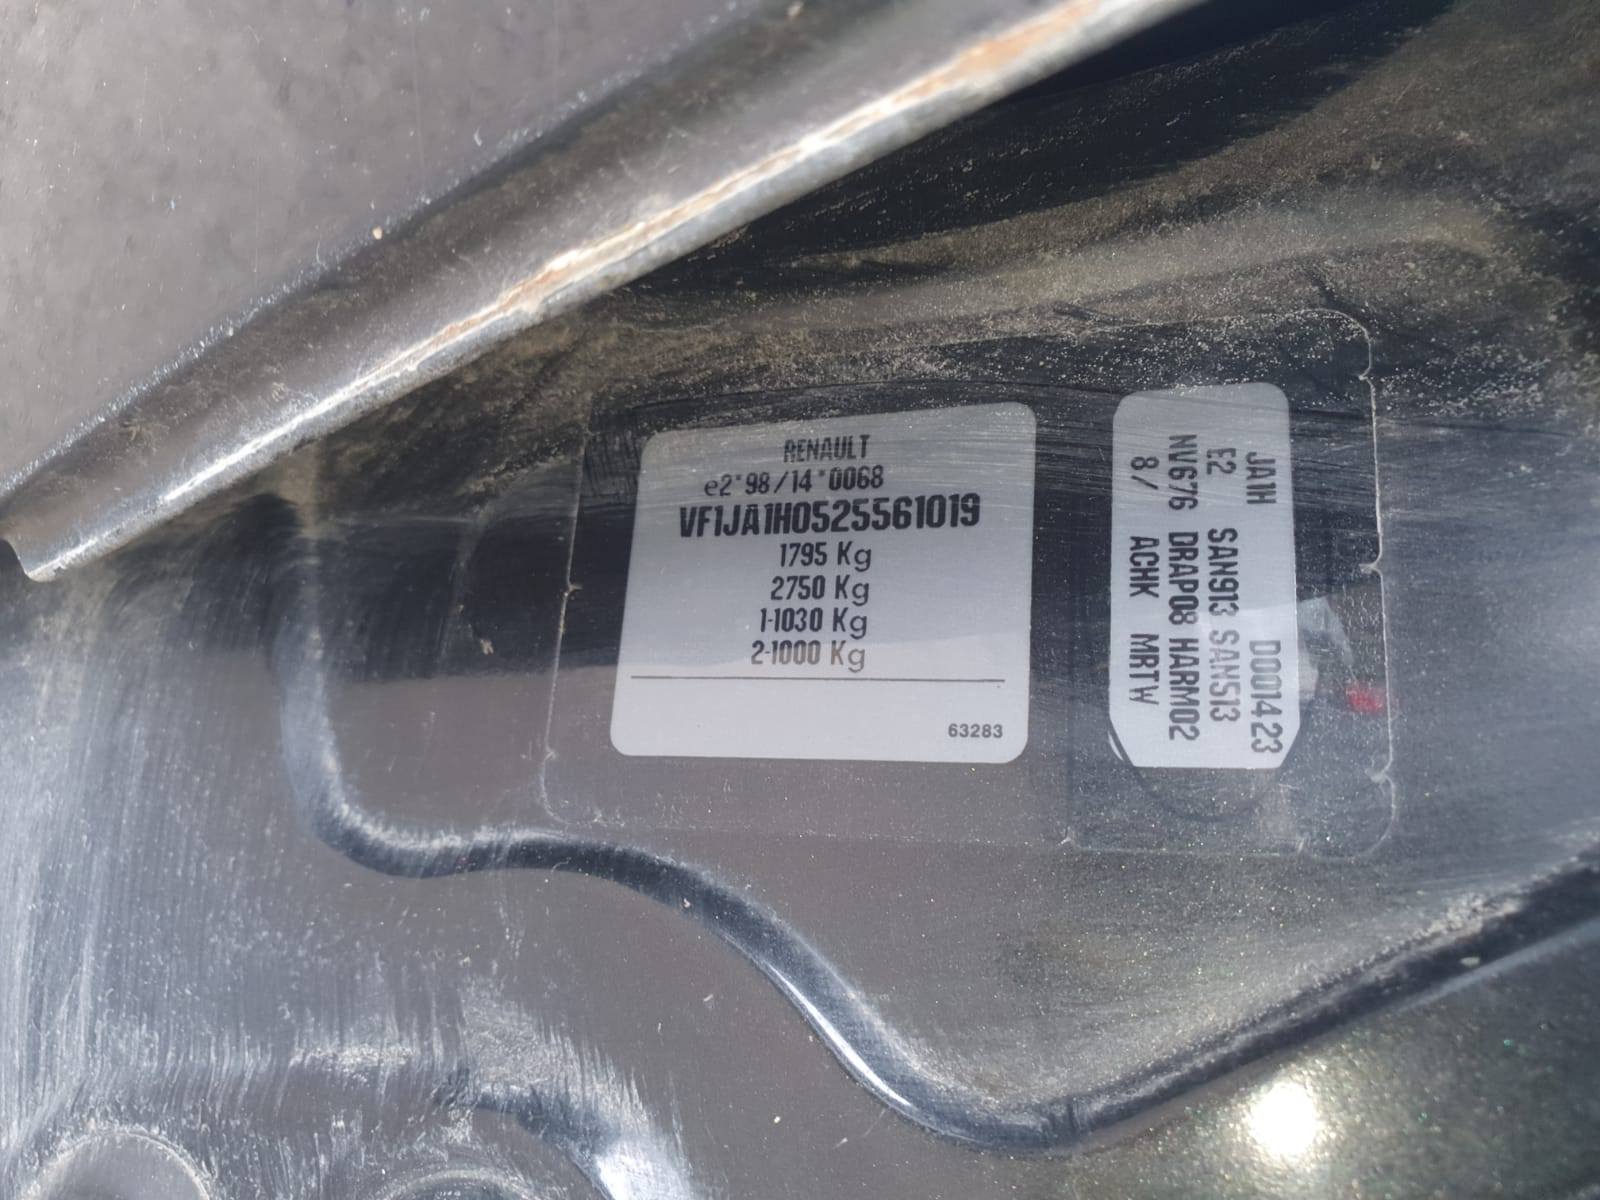 RENAULT
e2*98/14*0068
VF1JA1H0525561019
1795 Kg
2750 Kg
1-1030 Kg
2-1000 Kg
63283
JA1H D001423
E2 SAN913 SAN513
NV676 DRAP08 HARM02
8/ ACHK MRTW